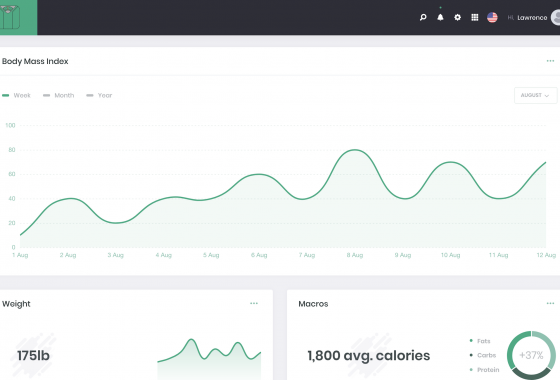 Hi, Lawronco
Body Mass Index
Week Month Year
AUGUST
100
80
60
40
20
0
1 Aug 2 Aug 3 Aug 4 Aug 5 Aug 6 Aug 7 Aug 8 Aug 9 Aug 10 Aug 11 Aug 12 Aug
Weight
175lb
Macros
1,800 avg. calories
Fats
Carbs
Protein
+37%